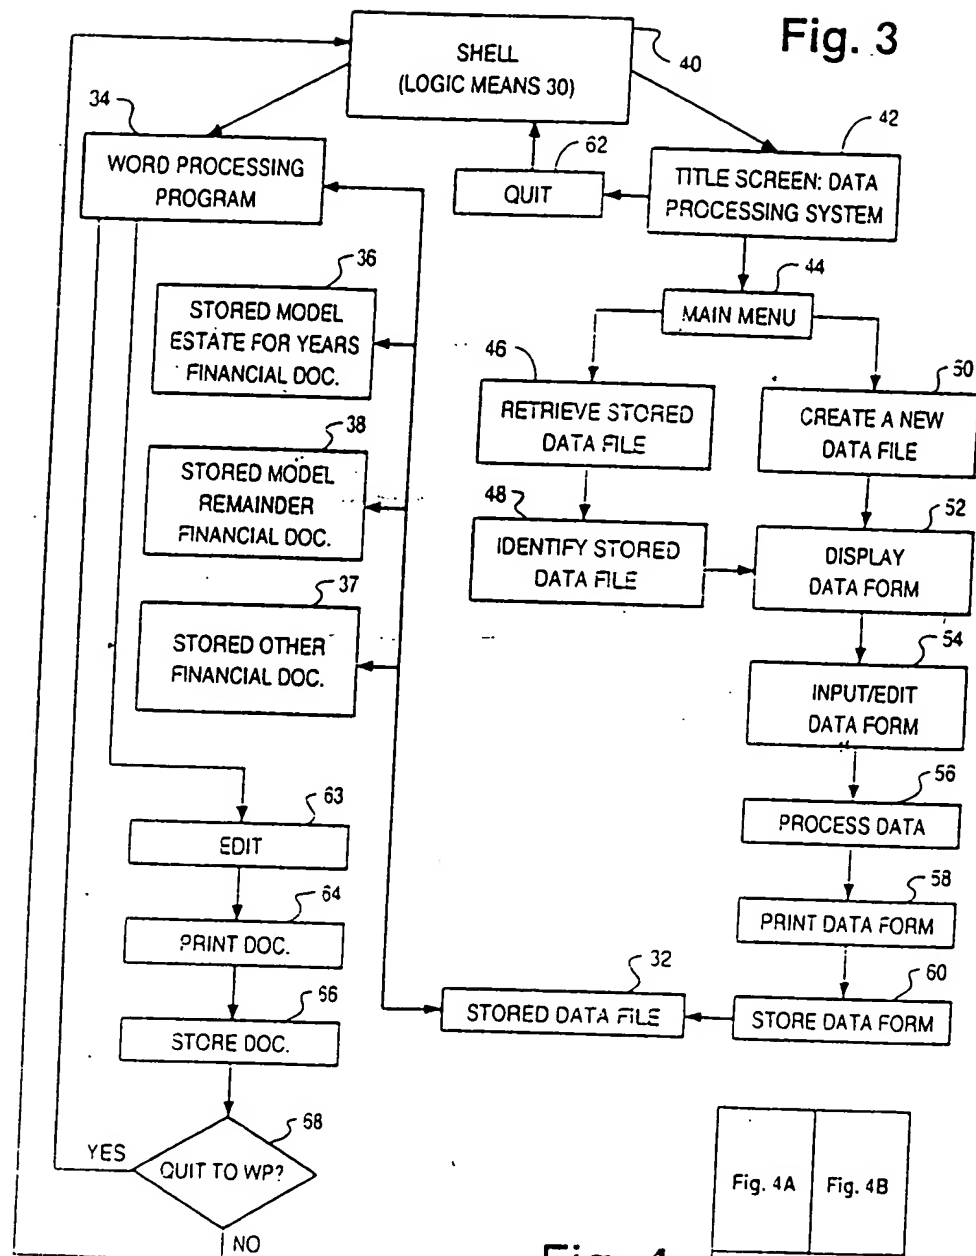 Fig. 3
SHELL
(LOGIC MEANS 30)
40
34
WORD PROCESSING
PROGRAM
62
QUIT
42
TITLE SCREEN: DATA
PROCESSING SYSTEM
44
MAIN MENU
36
STORED MODEL
ESTATE FOR YEARS
FINANCIAL DOC.
46
RETRIEVE STORED
DATA FILE
50
CREATE A NEW
DATA FILE
38
STORED MODEL
REMAINDER
FINANCIAL DOC.
48
IDENTIFY STORED
DATA FILE
52
DISPLAY
DATA FORM
37
STORED OTHER
FINANCIAL DOC.
54
INPUT/EDIT
DATA FORM
63
EDIT
56
PROCESS DATA
64
PRINT DOC.
58
PRINT DATA FORM
66
STORE DOC.
32
STORED DATA FILE
60
STORE DATA FORM
68
QUIT TO WP?
YES
NO
Fig. 4A
Fig. 4B